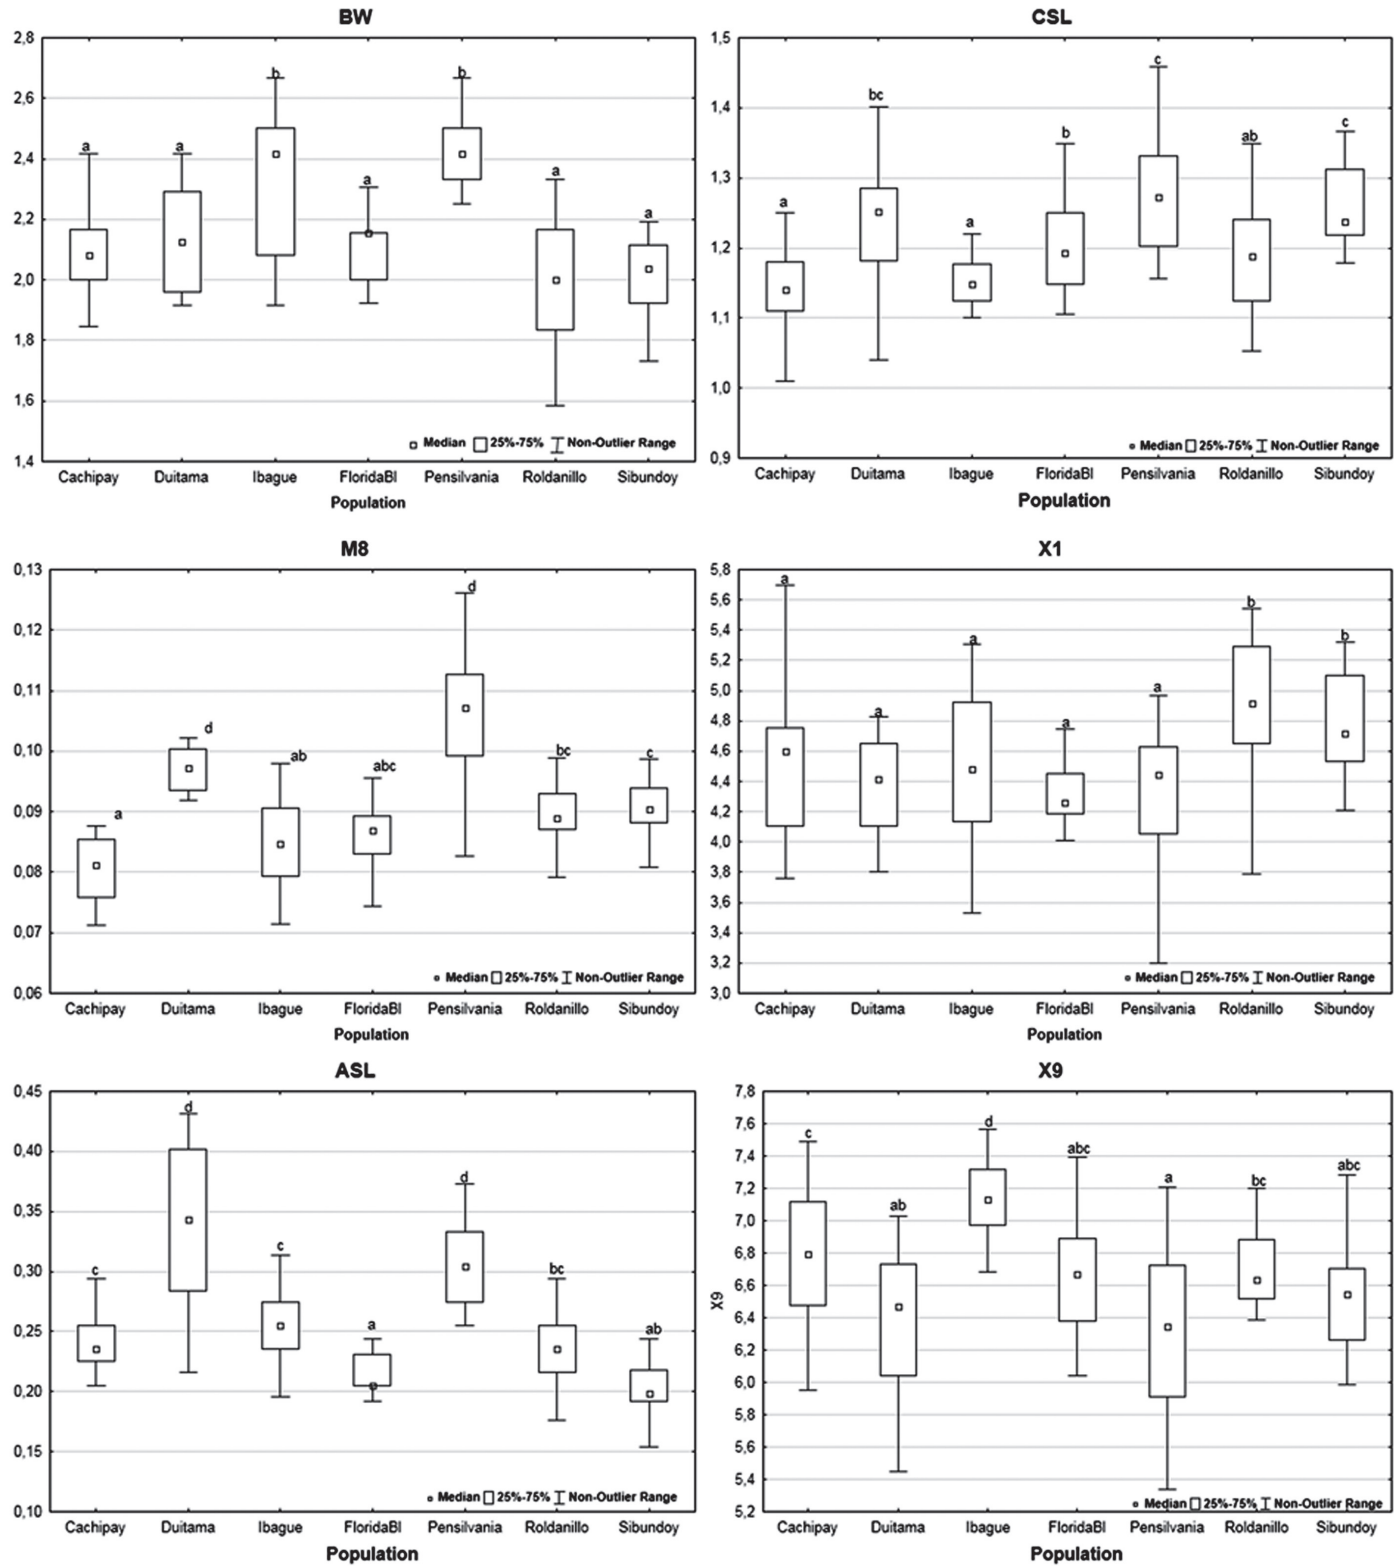 BW
2,8
2,6
2,4
2,2
2,0
1,8
1,6
1,4
a
a
b
a
b
a
a
Median 25%-75% Non-Outlier Range
Cachipay Duitama Ibague FloridaBl Pensilvania Roldanillo Sibundoy
Population
CSL
1,5
1,4
1,3
1,2
1,1
1,0
0,9
a
bc
a
b
c
ab
c
Median 25%-75% Non-Outlier Range
Cachipay Duitama Ibague FloridaBl Pensilvania Roldanillo Sibundoy
Population
M8
0,13
0,12
0,11
0,10
0,09
0,08
0,07
0,06
a
d
ab
abc
d
bc
c
Median 25%-75% Non-Outlier Range
Cachipay Duitama Ibague FloridaBl Pensilvania Roldanillo Sibundoy
Population
X1
5,8
5,6
5,4
5,2
5,0
4,8
4,6
4,4
4,2
4,0
3,8
3,6
3,4
3,2
3,0
a
a
a
a
a
b
b
Median 25%-75% Non-Outlier Range
Cachipay Duitama Ibague FloridaBl Pensilvania Roldanillo Sibundoy
Population
ASL
0,45
0,40
0,35
0,30
0,25
0,20
0,15
0,10
c
d
c
a
d
bc
ab
Median 25%-75% Non-Outlier Range
Cachipay Duitama Ibague FloridaBl Pensilvania Roldanillo Sibundoy
Population
X9
X9
7,8
7,6
7,4
7,2
7,0
6,8
6,6
6,4
6,2
6,0
5,8
5,6
5,4
5,2
c
ab
d
abc
a
bc
abc
Median 25%-75% Non-Outlier Range
Cachipay Duitama Ibague FloridaBl Pensilvania Roldanillo Sibundoy
Population